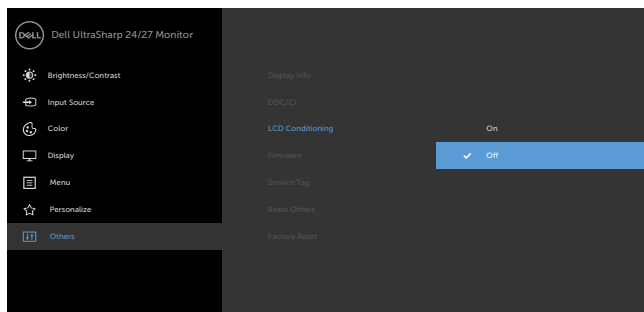 DELL Dell UltraSharp 24/27 Monitor
Brightness/Contrast
Display Info
Input Source
DDC/CI
Color
LCD Conditioning
On
Display
Firmware
Off
Menu
Service Tag
Personalize
Reset Others
Others
Factory Reset